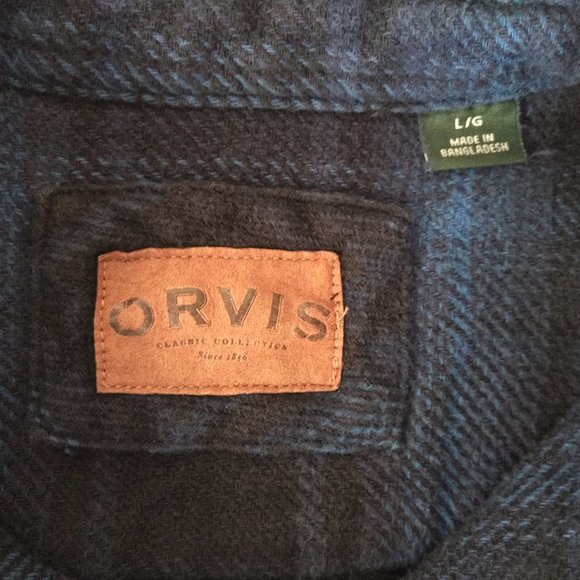 L/G
MADE IN
BANGLADESH
ORVIS
CLASSIC COLLECTION
Since 1856